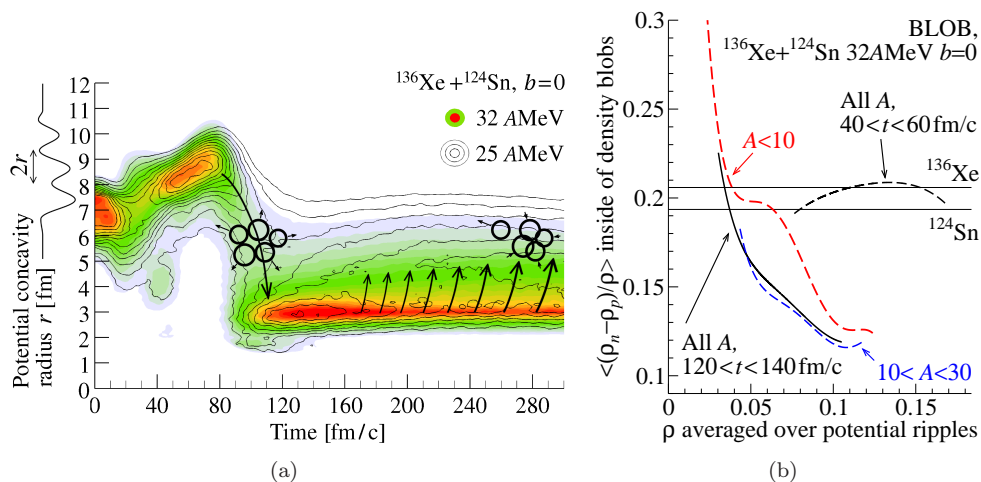 ¹³⁶Xe+¹²⁴Sn, b=0
32 AMeV
25 AMeV
2r
Potential concavity
radius r [fm]
12
11
10
9
8
7
6
5
4
3
2
1
0
0 40 80 120 160 200 240 280
Time [fm/c]
(a)
BLOB,
¹³⁶Xe+¹²⁴Sn 32AMeV b=0
All A,
40<t<60fm/c
A<10
¹³⁶Xe
¹²⁴Sn
All A,
120<t<140fm/c
10<A<30
<(ρn−ρp)/ρ> inside of density blobs
0.3
0.25
0.2
0.15
0.1
0 0.05 0.1 0.15
ρ averaged over potential ripples
(b)